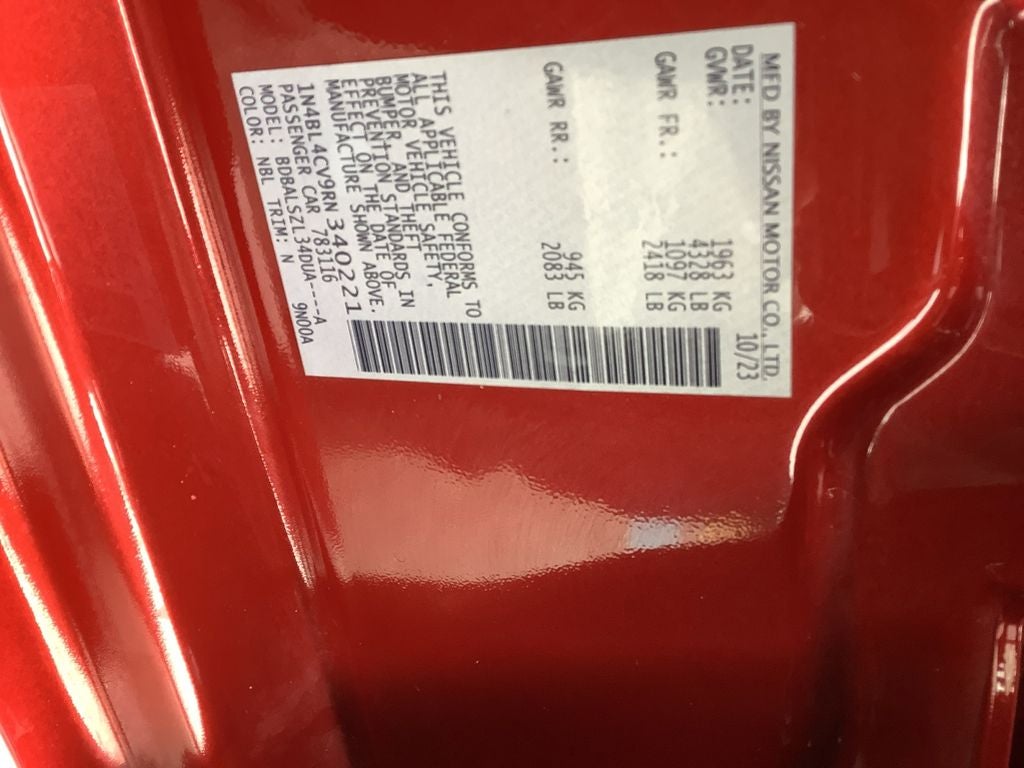 MFD BY NISSAN MOTOR CO., LTD.
DATE: 10/23
GVWR: 1963 KG
4328 LB
GAWR FR.: 1097 KG
2418 LB
GAWR RR.: 945 KG
2083 LB
THIS VEHICLE CONFORMS TO
ALL APPLICABLE FEDERAL
MOTOR VEHICLE SAFETY,
BUMPER, AND THEFT
PREVENTION STANDARDS IN
EFFECT ON THE DATE OF
MANUFACTURE SHOWN ABOVE.
1N4BL4CV9RN340221
PASSENGER CAR 783116
MODEL: BDBALSZL34DUA----A
COLOR: NBL TRIM: N 9N00A